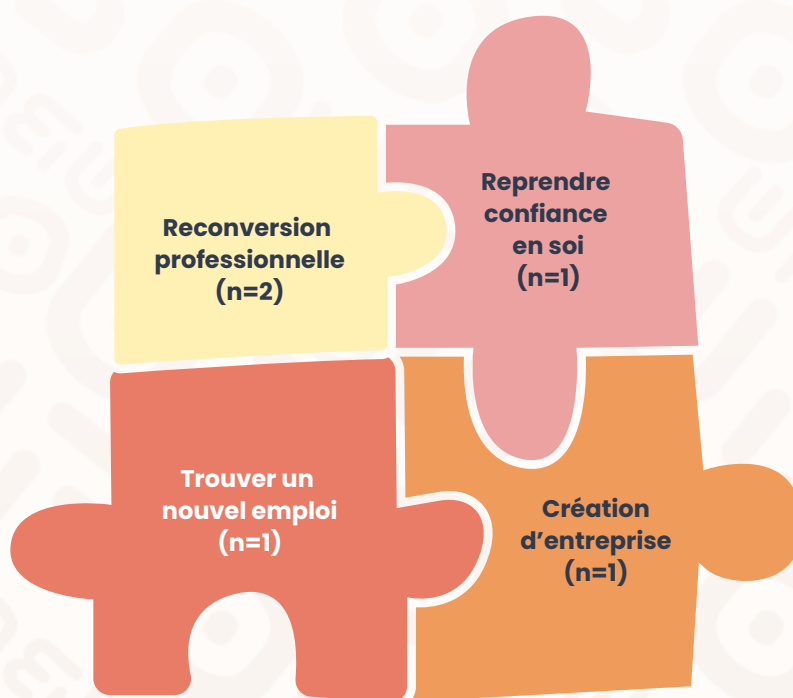 Reconversion
professionnelle
(n=2)
Reprendre
confiance
en soi
(n=1)
Trouver un
nouvel emploi
(n=1)
Création
d’entreprise
(n=1)